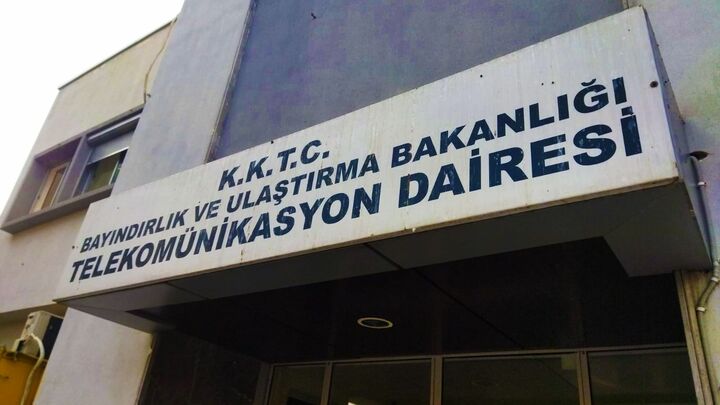 K.K.T.C.
BAYINDIRLIK VE ULAŞTIRMA BAKANLIĞI
TELEKOMÜNİKASYON DAİRESİ